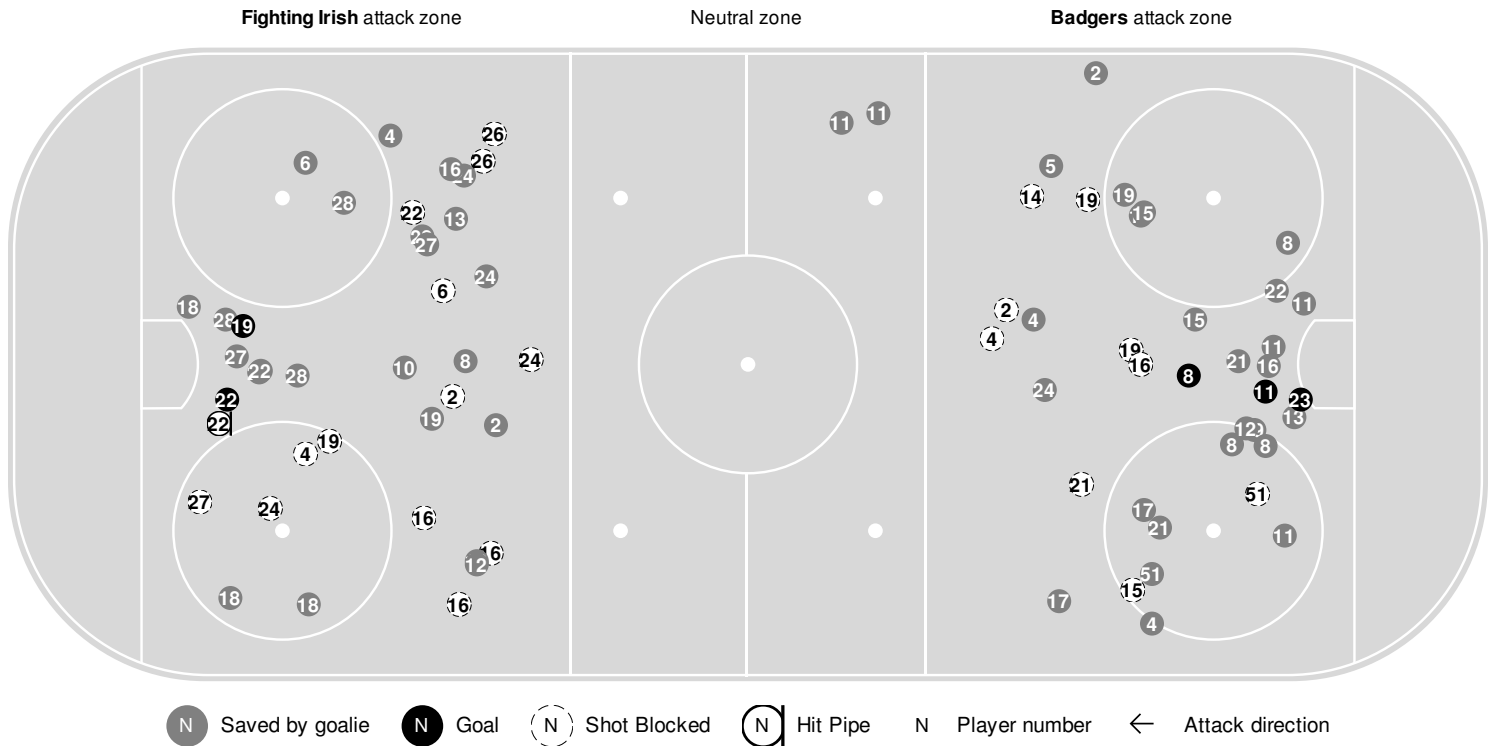 Fighting Irish attack zone Neutral zone Badgers attack zone
2
11 11
4 26
6 16 26 5
28 22 13 14 19 19 15
27 8
24
6 22 11
18 2
28 19 4 15
27 24 4 19 11
22 28 10 8 16 21 16
8
22 2 24 11 23
22 19 2 13
19 12
4 8 8
21
27 24 16 51
17
21 11
16
12 51
18 18 16 15 17
4
N Saved by goalie N Goal N Shot Blocked N Hit Pipe N Player number ← Attack direction